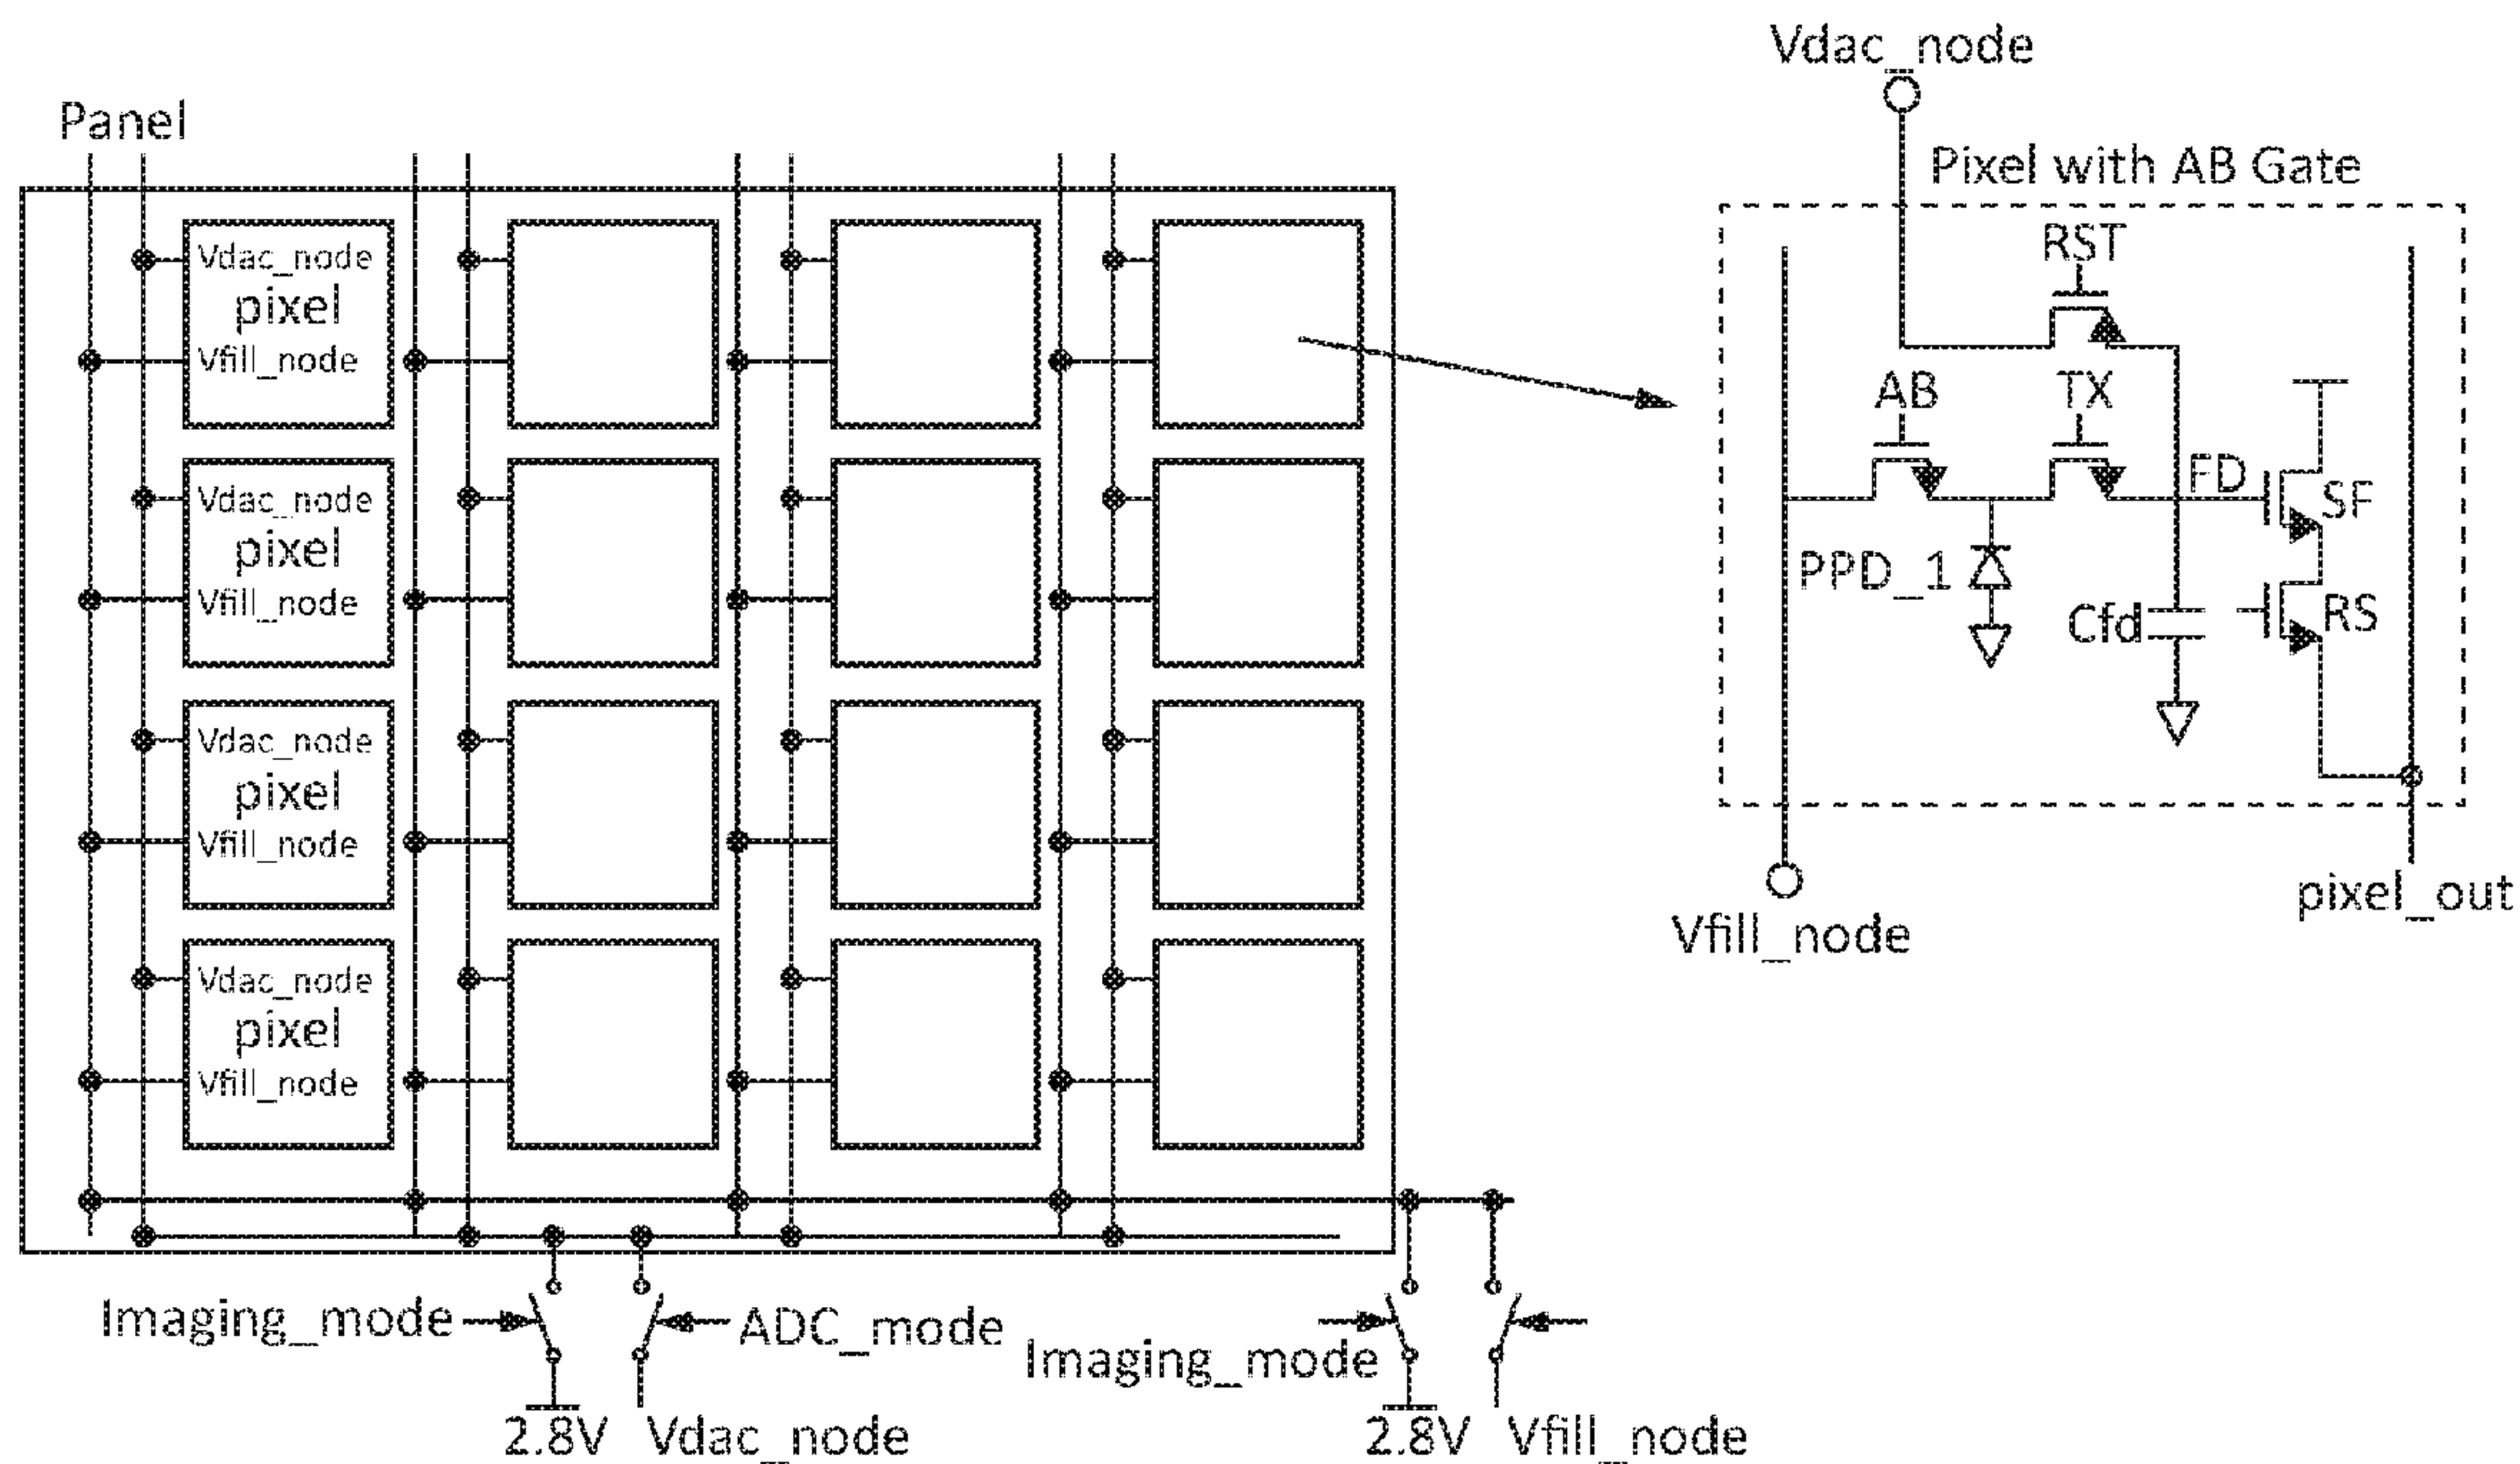 Panel
Vdac_node
pixel
Vfill_node
Vdac_node
pixel
Vfill_node
Vdac_node
pixel
Vfill_node
Vdac_node
pixel
Vfill_node
Imaging_mode
ADC_mode
2.8V
Vdac_node
Imaging_mode
2.8V
Vfill_node
Vdac_node
Pixel with AB Gate
RST
AB
TX
FD
SF
PPD_1
Cfd
RS
Vfill_node
pixel_out